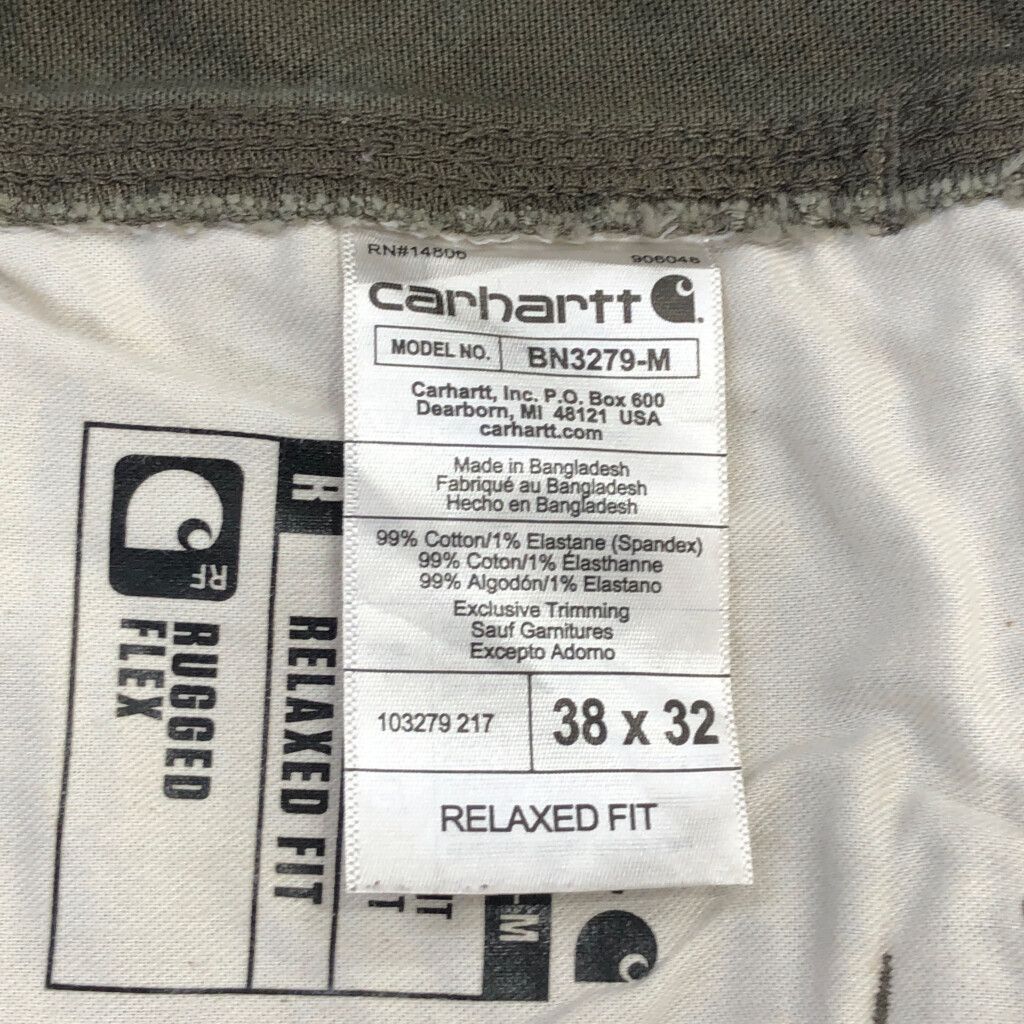 RN#14806
906046
carhartt
MODEL NO. BN3279-M
Carhartt, Inc. P.O. Box 600
Dearborn, MI 48121 USA
carhartt.com
Made in Bangladesh
Fabriqué au Bangladesh
Hecho en Bangladesh
99% Cotton/1% Elastane (Spandex)
99% Coton/1% Élasthanne
99% Algodón/1% Elastano
Exclusive Trimming
Sauf Garnitures
Excepto Adorno
103279 217
38 x 32
RELAXED FIT
RF
RUGGED
FLEX
R
RELAXED FIT
IT
T
-M